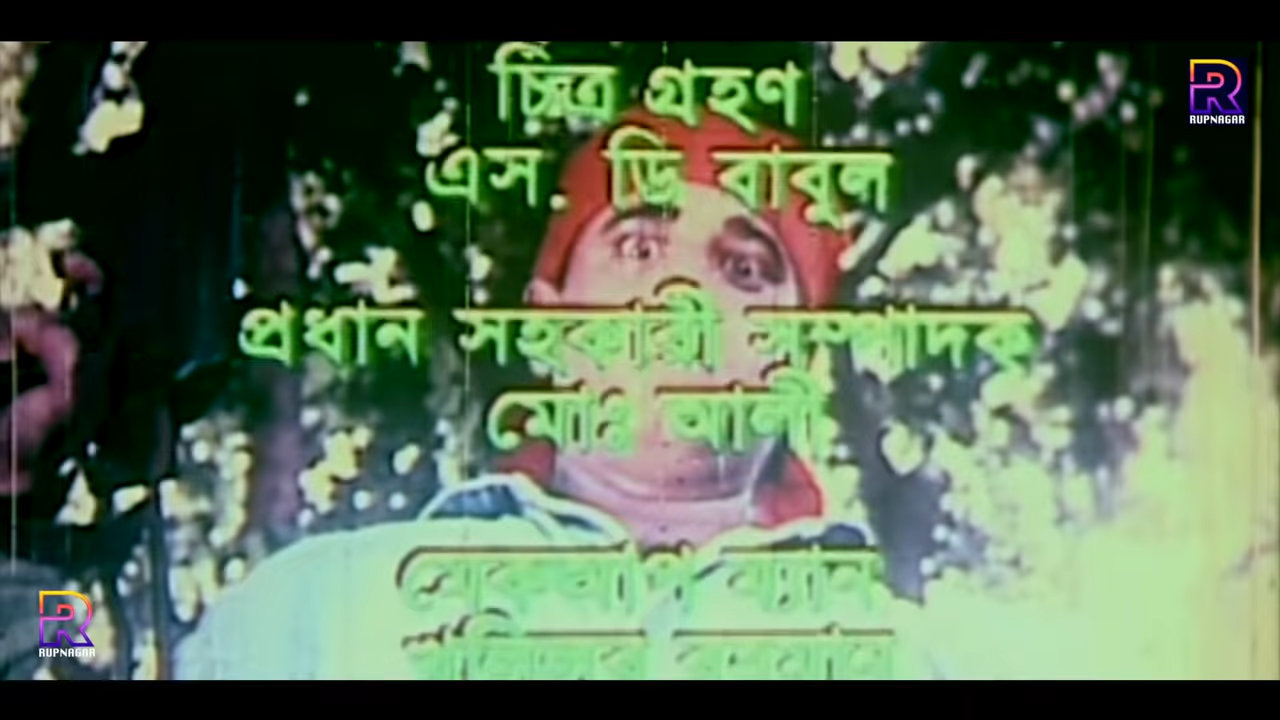 চিত্র গ্রহণ
RUPNAGAR
এস. ডি বাবুল
প্রধান সহকারী সম্পাদক
মোঃ আলী
RUPNAGAR